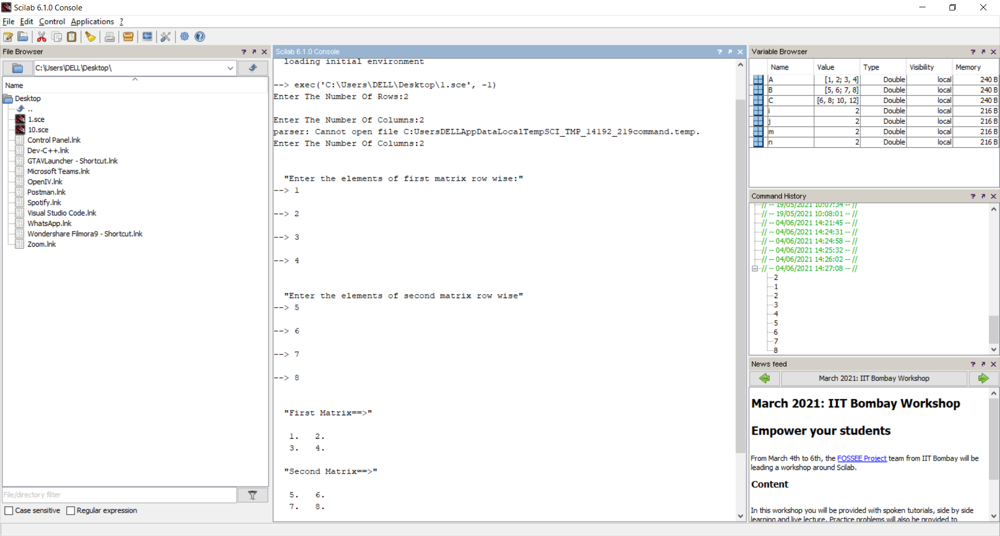 Scilab 6.1.0 Console
File Edit Control Applications ?
File Browser
C:\Users\DELL\Desktop\
Name
Desktop
..
1.sce
10.sce
Control Panel.lnk
Dev-C++.lnk
GTAVLauncher - Shortcut.lnk
Microsoft Teams.lnk
OpenIV.lnk
Postman.lnk
Spotify.lnk
Visual Studio Code.lnk
WhatsApp.lnk
Wondershare Filmora9 - Shortcut.lnk
Zoom.lnk
File/directory filter
Case sensitive Regular expression
Scilab 6.1.0 Console
loading initial environment
--> exec('C:\Users\DELL\Desktop\1.sce', -1)
Enter The Number Of Rows:2
Enter The Number Of Columns:2
parser: Cannot open file C:UsersDELLAppDataLocalTempSCI_TMP_14192_219command.temp.
Enter The Number Of Columns:2
"Enter the elements of first matrix row wise:"
--> 1
--> 2
--> 3
--> 4
"Enter the elements of second matrix row wise"
--> 5
--> 6
--> 7
--> 8
"First Matrix==>"
1. 2.
3. 4.
"Second Matrix==>"
5. 6.
7. 8.
Variable Browser
Name Value Type Visibility Memory
A [1, 2; 3, 4] Double local 240 B
B [5, 6; 7, 8] Double local 240 B
C [6, 8; 10, 12] Double local 240 B
i 2 Double local 216 B
j 2 Double local 216 B
m 2 Double local 216 B
n 2 Double local 216 B
Command History
// -- 19/05/2021 10:07:34 -- //
// -- 19/05/2021 10:08:01 -- //
// -- 04/06/2021 14:21:45 -- //
// -- 04/06/2021 14:24:31 -- //
// -- 04/06/2021 14:24:58 -- //
// -- 04/06/2021 14:25:32 -- //
// -- 04/06/2021 14:26:02 -- //
// -- 04/06/2021 14:27:08 -- //
2
1
2
3
4
5
6
7
8
News feed
March 2021: IIT Bombay Workshop
March 2021: IIT Bombay Workshop
Empower your students
From March 4th to 6th, the FOSSEE Project team from IIT Bombay will be
leading a workshop around Scilab.
Content
In this workshop you will be provided with spoken tutorials, side by side
learning and live lecture. Practice problems will also be provided to